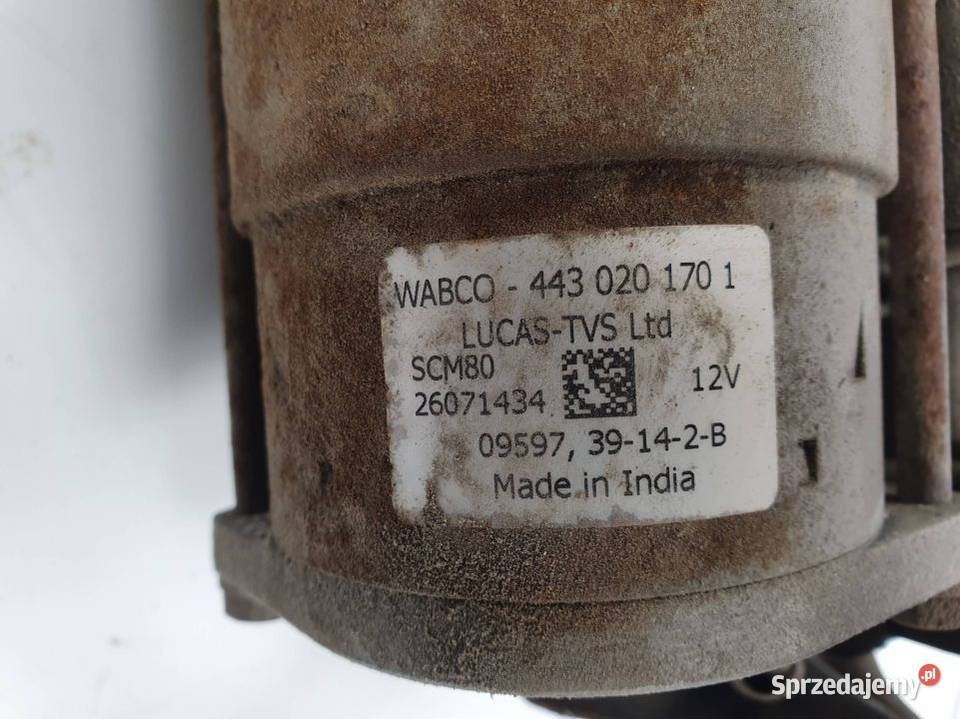 WABCO - 443 020 170 1
LUCAS-TVS Ltd
SCM80
26071434
12V
09597, 39-14-2-B
Made in India
Sprzedajemy.pl